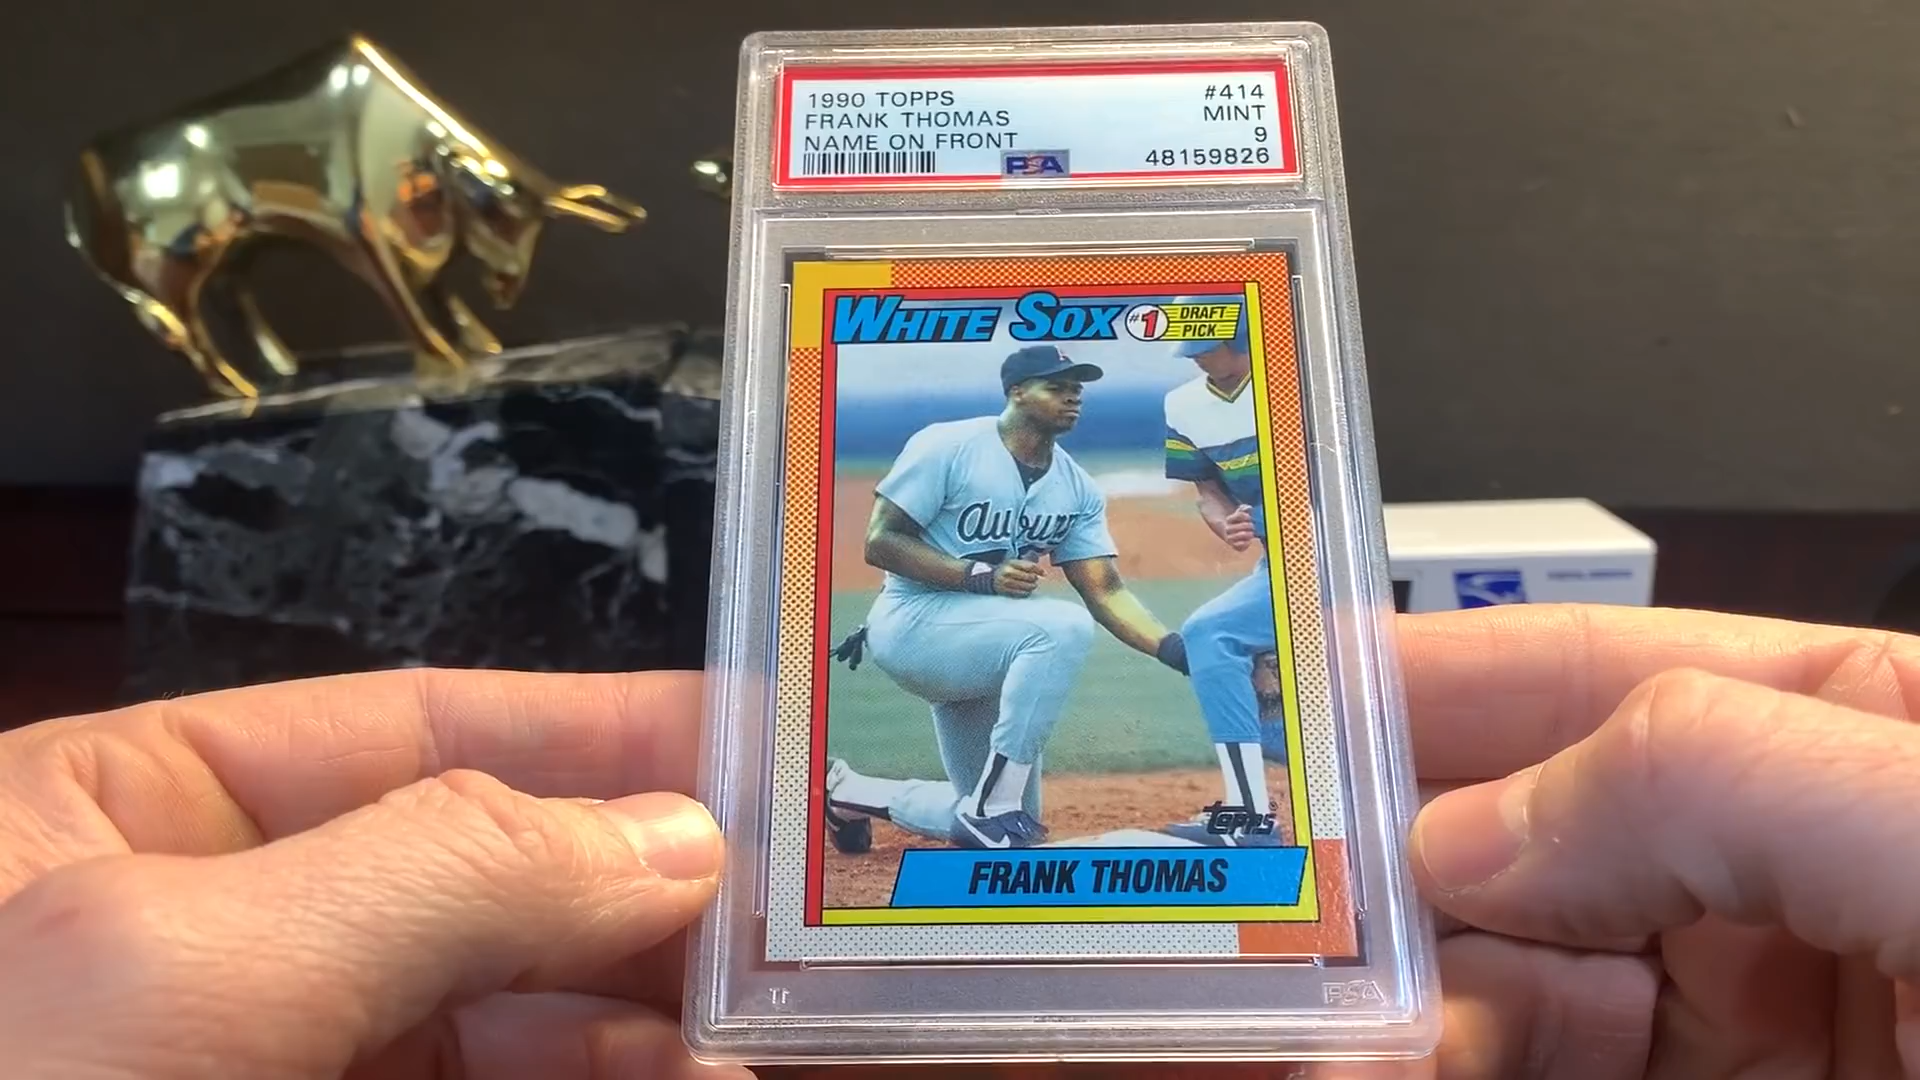 1990 TOPPS #414
FRANK THOMAS MINT
NAME ON FRONT 9
PSA 48159826
WHITE SOX #1 DRAFT PICK
Auburn
Topps
FRANK THOMAS
PSA